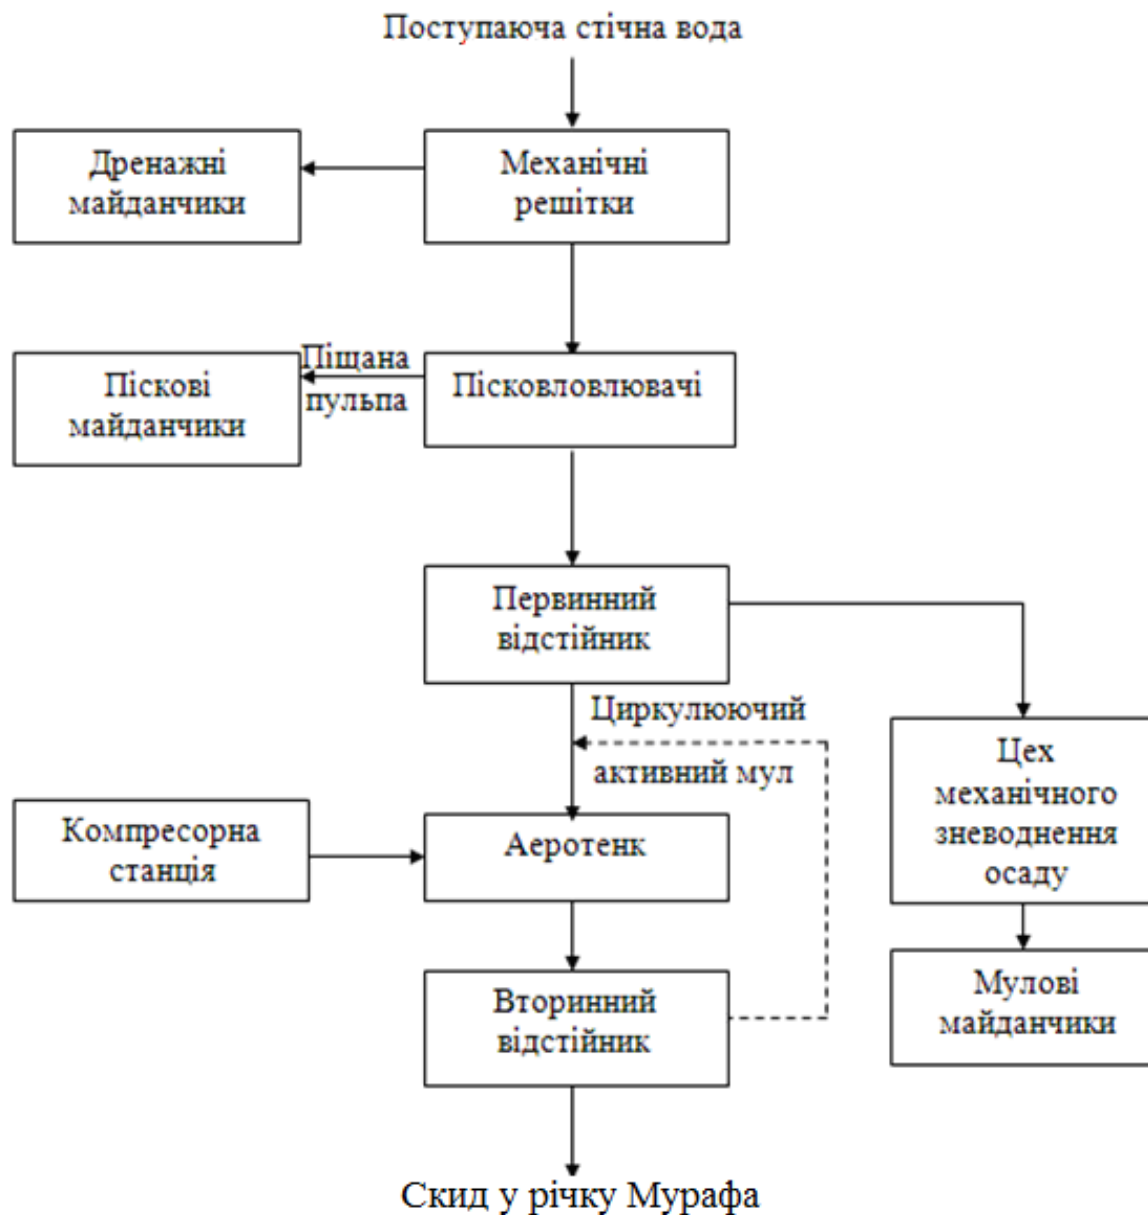 Поступаюча стічна вода
Дренажні
майданчики
Механічні
решітки
Піскові
майданчики
Піщана
пульпа
Пісковловлювачі
Первинний
відстійник
Циркулюючий
активний мул
Цех
механічного
зневоднення
осаду
Компресорна
станція
Аеротенк
Вторинний
відстійник
Мулові
майданчики
Скид у річку Мурафа